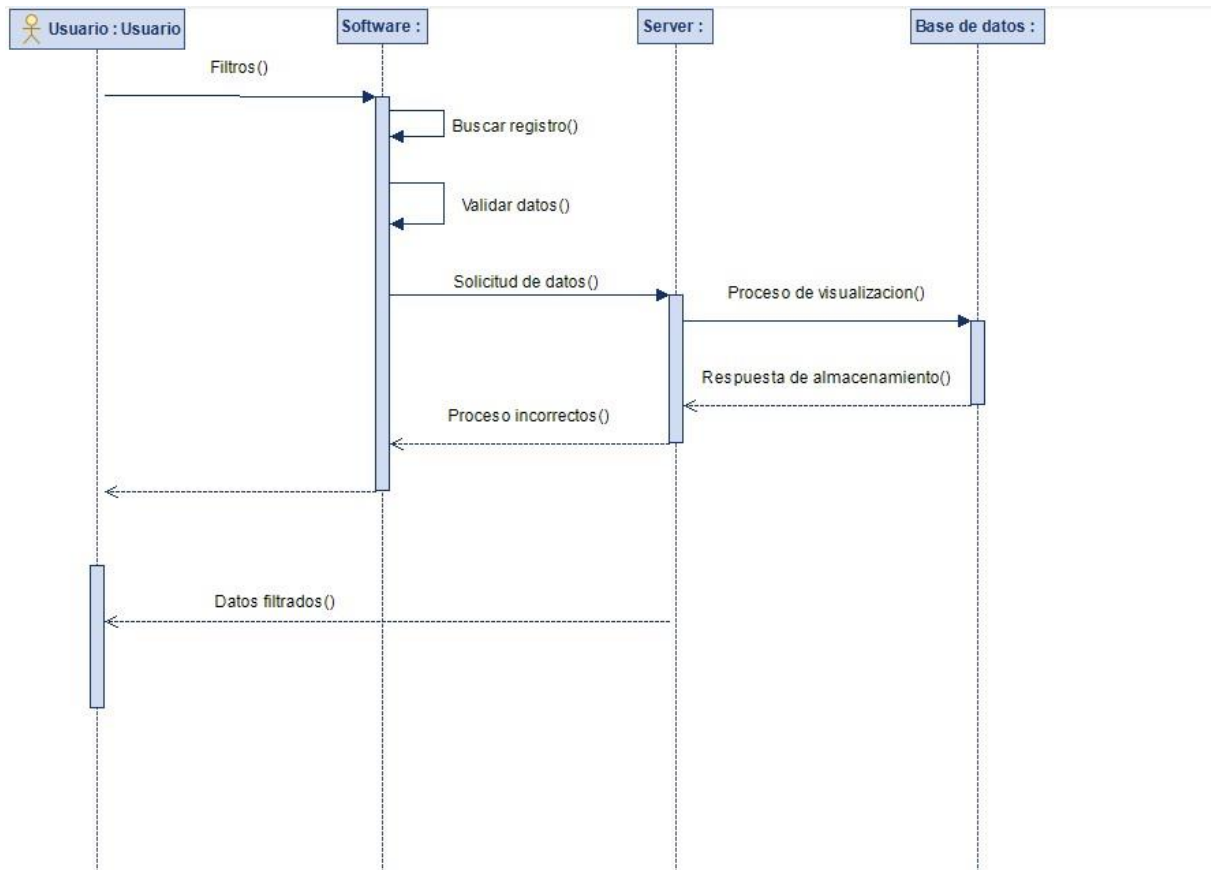 Usuario : Usuario
Software :
Server :
Base de datos :
Filtros()
Buscar registro()
Validar datos()
Solicitud de datos()
Proceso de visualizacion()
Respuesta de almacenamiento()
Proceso incorrectos()
Datos filtrados()